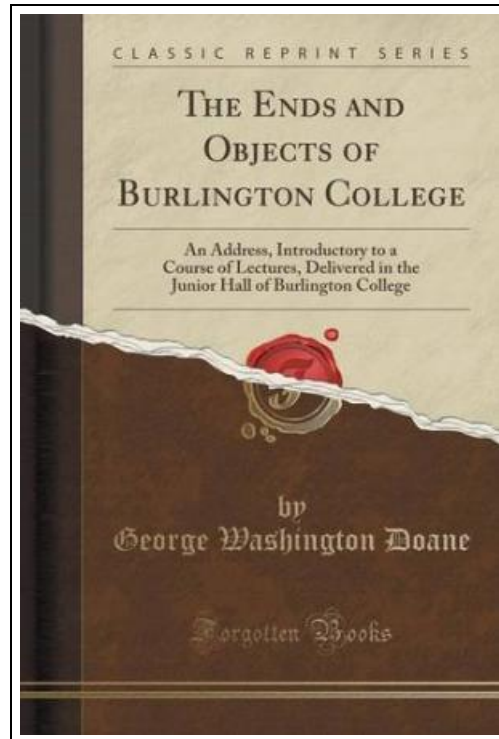 CLASSIC REPRINT SERIES
THE ENDS AND
OBJECTS OF
BURLINGTON COLLEGE
An Address, Introductory to a
Course of Lectures, Delivered in the
Junior Hall of Burlington College
by
George Washington Doane
Forgotten Books